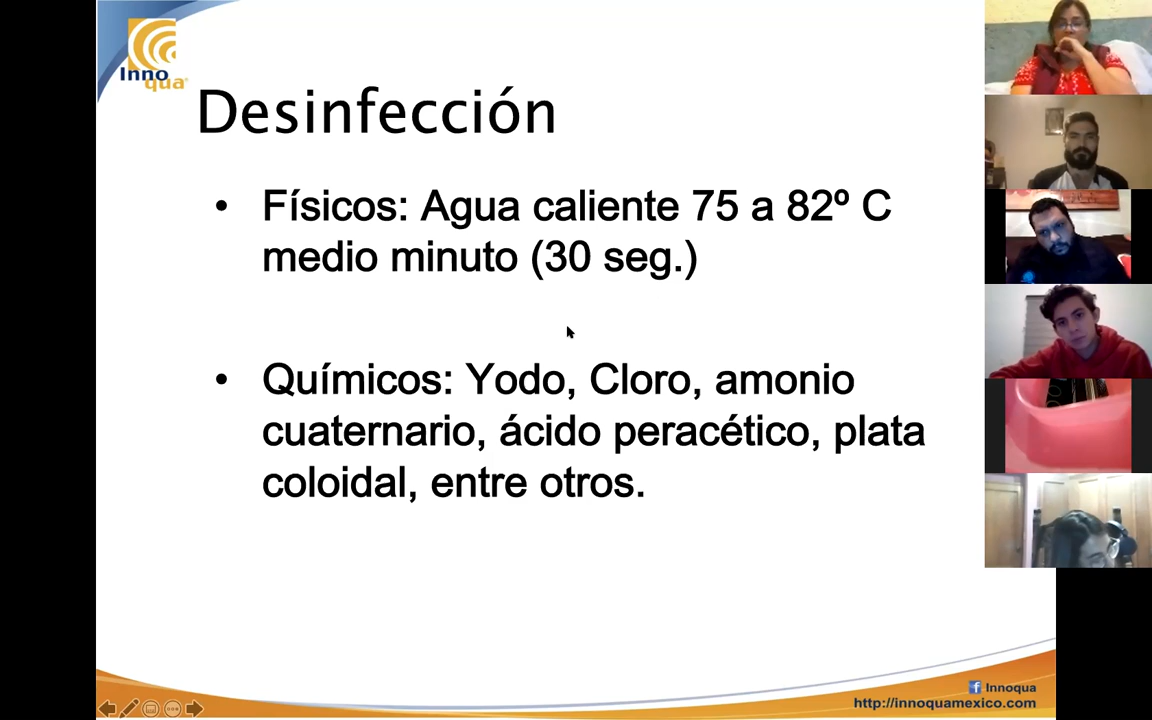 Inno
qua
Desinfección
• Físicos: Agua caliente 75 a 82º C
medio minuto (30 seg.)
• Químicos: Yodo, Cloro, amonio
cuaternario, ácido peracético, plata
coloidal, entre otros.
Innoqua
http://innoquamexico.com